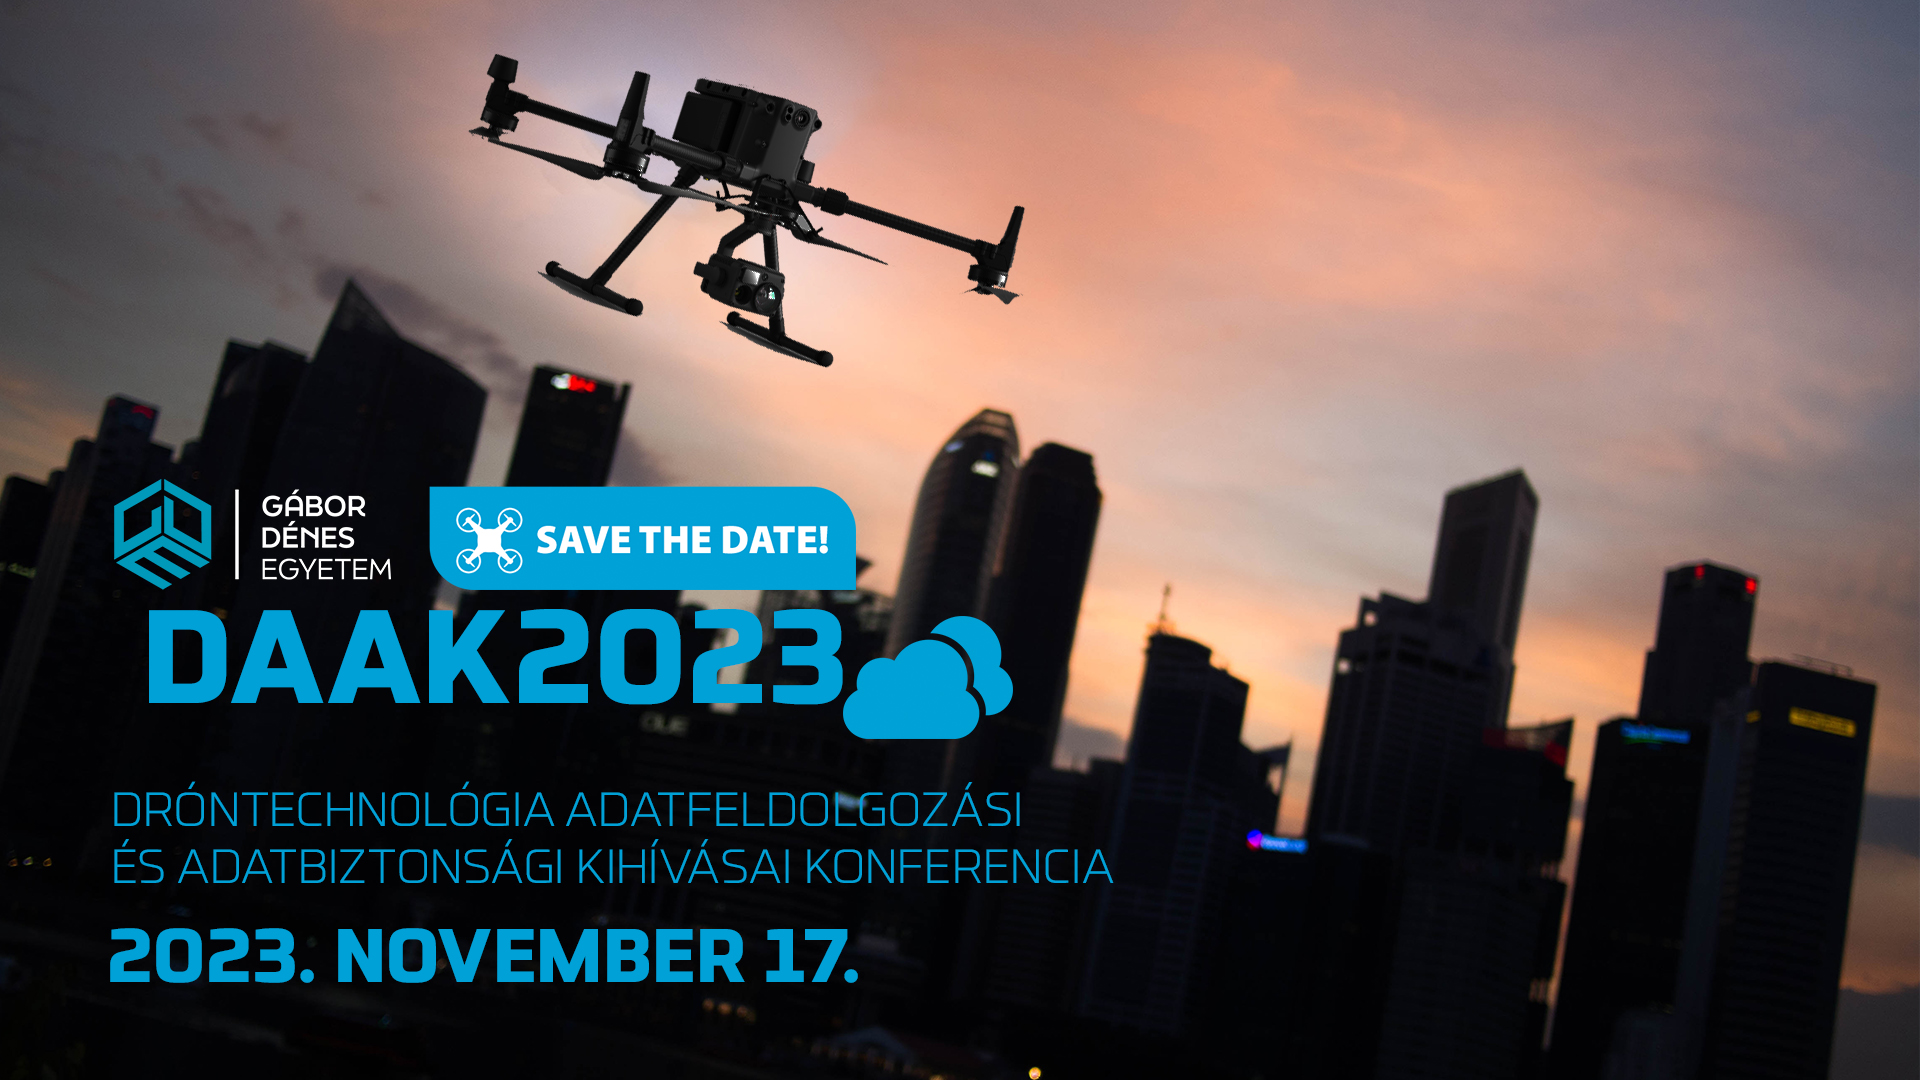 GÁBOR
DÉNES
EGYETEM
SAVE THE DATE!
DAAK2023
DRÓNTECHNOLÓGIA ADATFELDOLGOZÁSI
ÉS ADATBIZTONSÁGI KIHÍVÁSAI KONFERENCIA
2023. NOVEMBER 17.